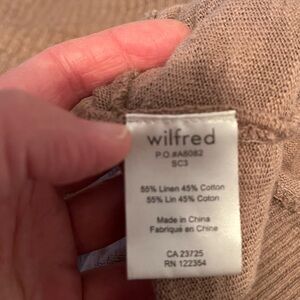 wilfred
P.O.#A6082
SC3
55% Linen 45% Cotton
55% Lin 45% Coton
Made in China
Fabriqué en Chine
CA 23725
RN 122354